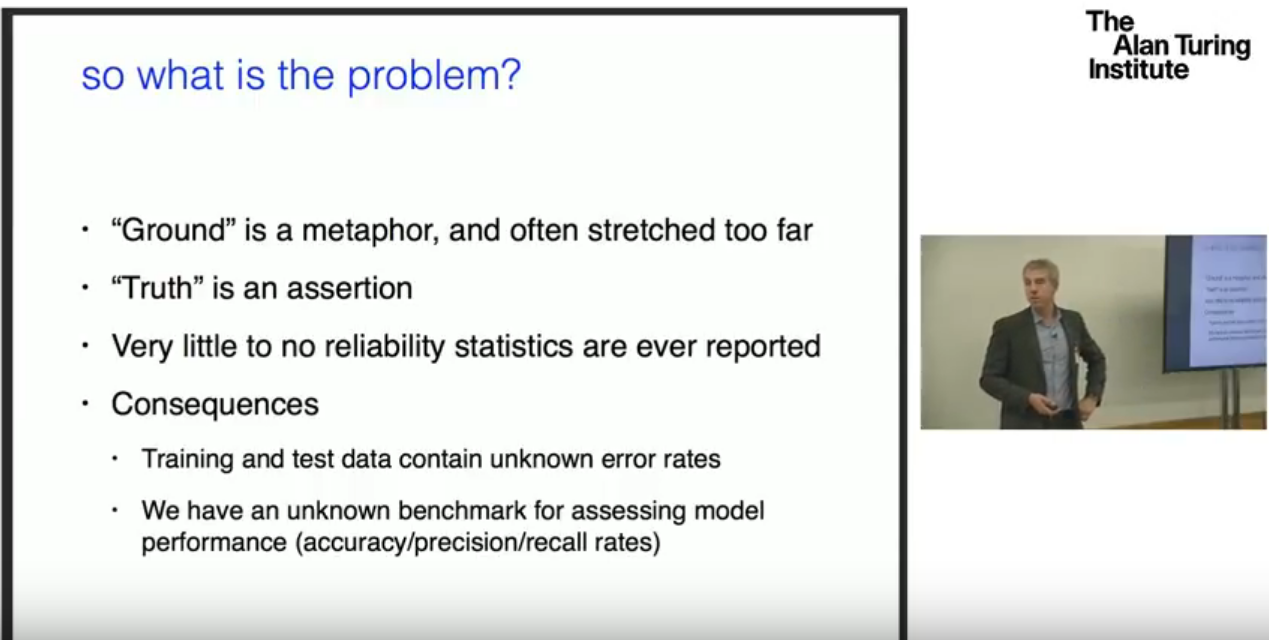 so what is the problem?
• “Ground” is a metaphor, and often stretched too far
• “Truth” is an assertion
• Very little to no reliability statistics are ever reported
• Consequences
• Training and test data contain unknown error rates
• We have an unknown benchmark for assessing model
performance (accuracy/precision/recall rates)
The
Alan Turing
Institute